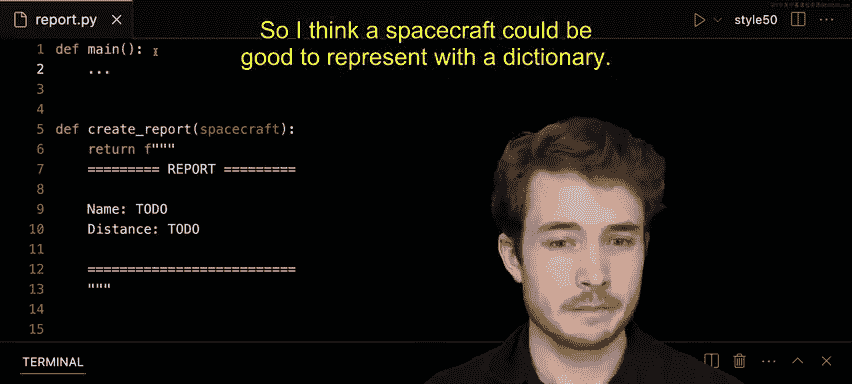 report.py
style50
So I think a spacecraft could be
good to represent with a dictionary.
1 def main():
2 ...
3
4
5 def create_report(spacecraft):
6 return f"""
7 ========= REPORT =========
8
9 Name: TODO
10 Distance: TODO
11
12 ==========================
13 """
14
15
TERMINAL